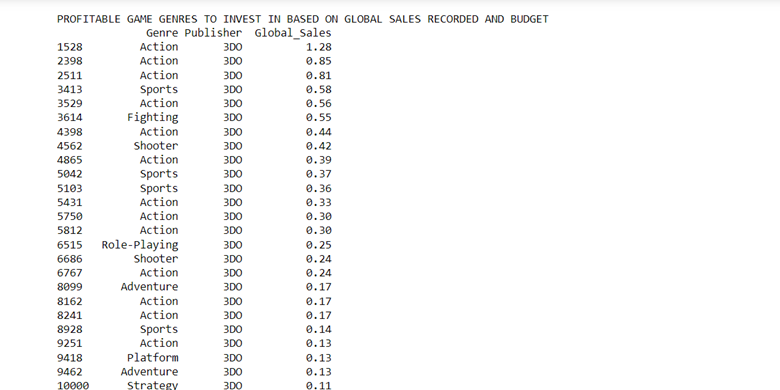 PROFITABLE GAME GENRES TO INVEST IN BASED ON GLOBAL SALES RECORDED AND BUDGET
Genre Publisher Global_Sales
1528 Action 3DO 1.28
2398 Action 3DO 0.85
2511 Action 3DO 0.81
3413 Sports 3DO 0.58
3529 Action 3DO 0.56
3614 Fighting 3DO 0.55
4398 Action 3DO 0.44
4562 Shooter 3DO 0.42
4865 Action 3DO 0.39
5042 Sports 3DO 0.37
5103 Sports 3DO 0.36
5431 Action 3DO 0.33
5750 Action 3DO 0.30
5812 Action 3DO 0.30
6515 Role-Playing 3DO 0.25
6686 Shooter 3DO 0.24
6767 Action 3DO 0.24
8099 Adventure 3DO 0.17
8162 Action 3DO 0.17
8241 Action 3DO 0.17
8928 Sports 3DO 0.14
9251 Action 3DO 0.13
9418 Platform 3DO 0.13
9462 Adventure 3DO 0.13
10000 Strategy 3DO 0.11